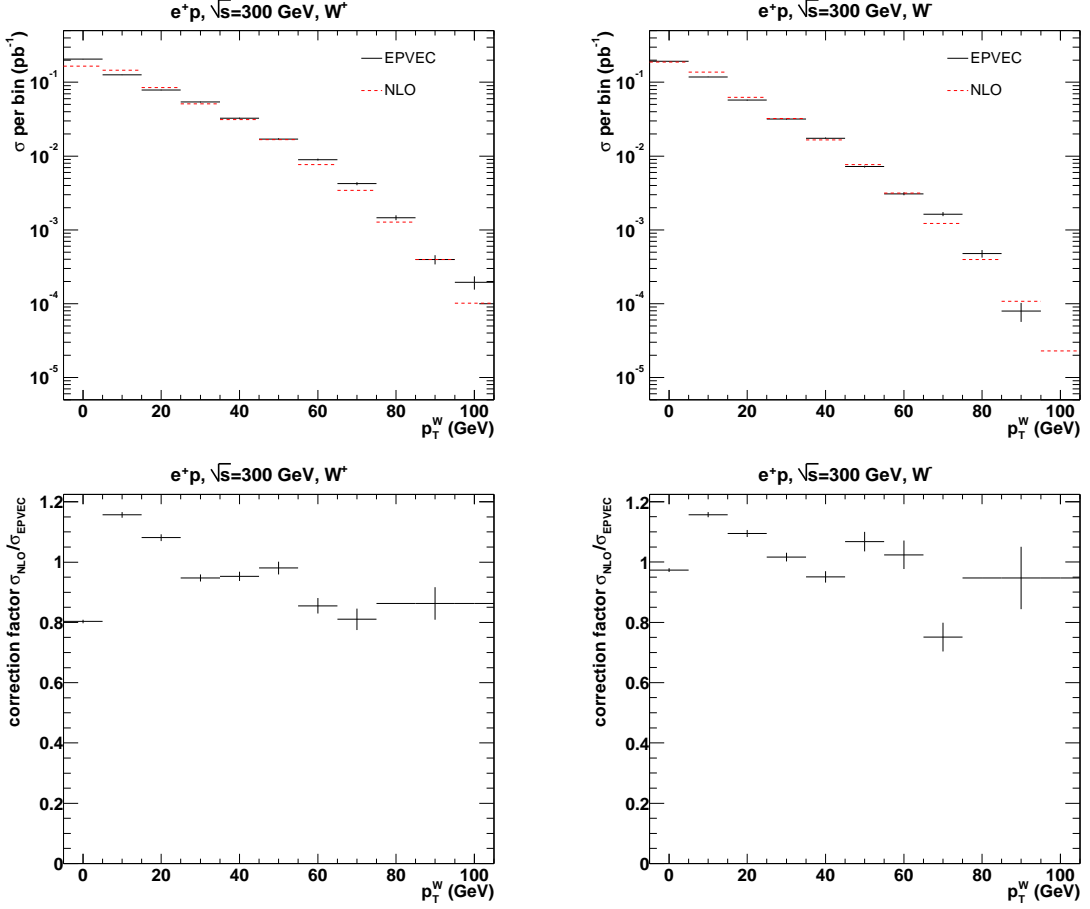 e⁺p, √s=300 GeV, W⁺
σ per bin (pb⁻¹)
10⁻¹
10⁻²
10⁻³
10⁻⁴
10⁻⁵
EPVEC
NLO
0 20 40 60 80 100
p_T^W (GeV)
e⁺p, √s=300 GeV, W⁻
σ per bin (pb⁻¹)
10⁻¹
10⁻²
10⁻³
10⁻⁴
10⁻⁵
EPVEC
NLO
0 20 40 60 80 100
p_T^W (GeV)
e⁺p, √s=300 GeV, W⁺
correction factor σ_NLO/σ_EPVEC
1.2
1
0.8
0.6
0.4
0.2
0
0 20 40 60 80 100
p_T^W (GeV)
e⁺p, √s=300 GeV, W⁻
correction factor σ_NLO/σ_EPVEC
1.2
1
0.8
0.6
0.4
0.2
0
0 20 40 60 80 100
p_T^W (GeV)